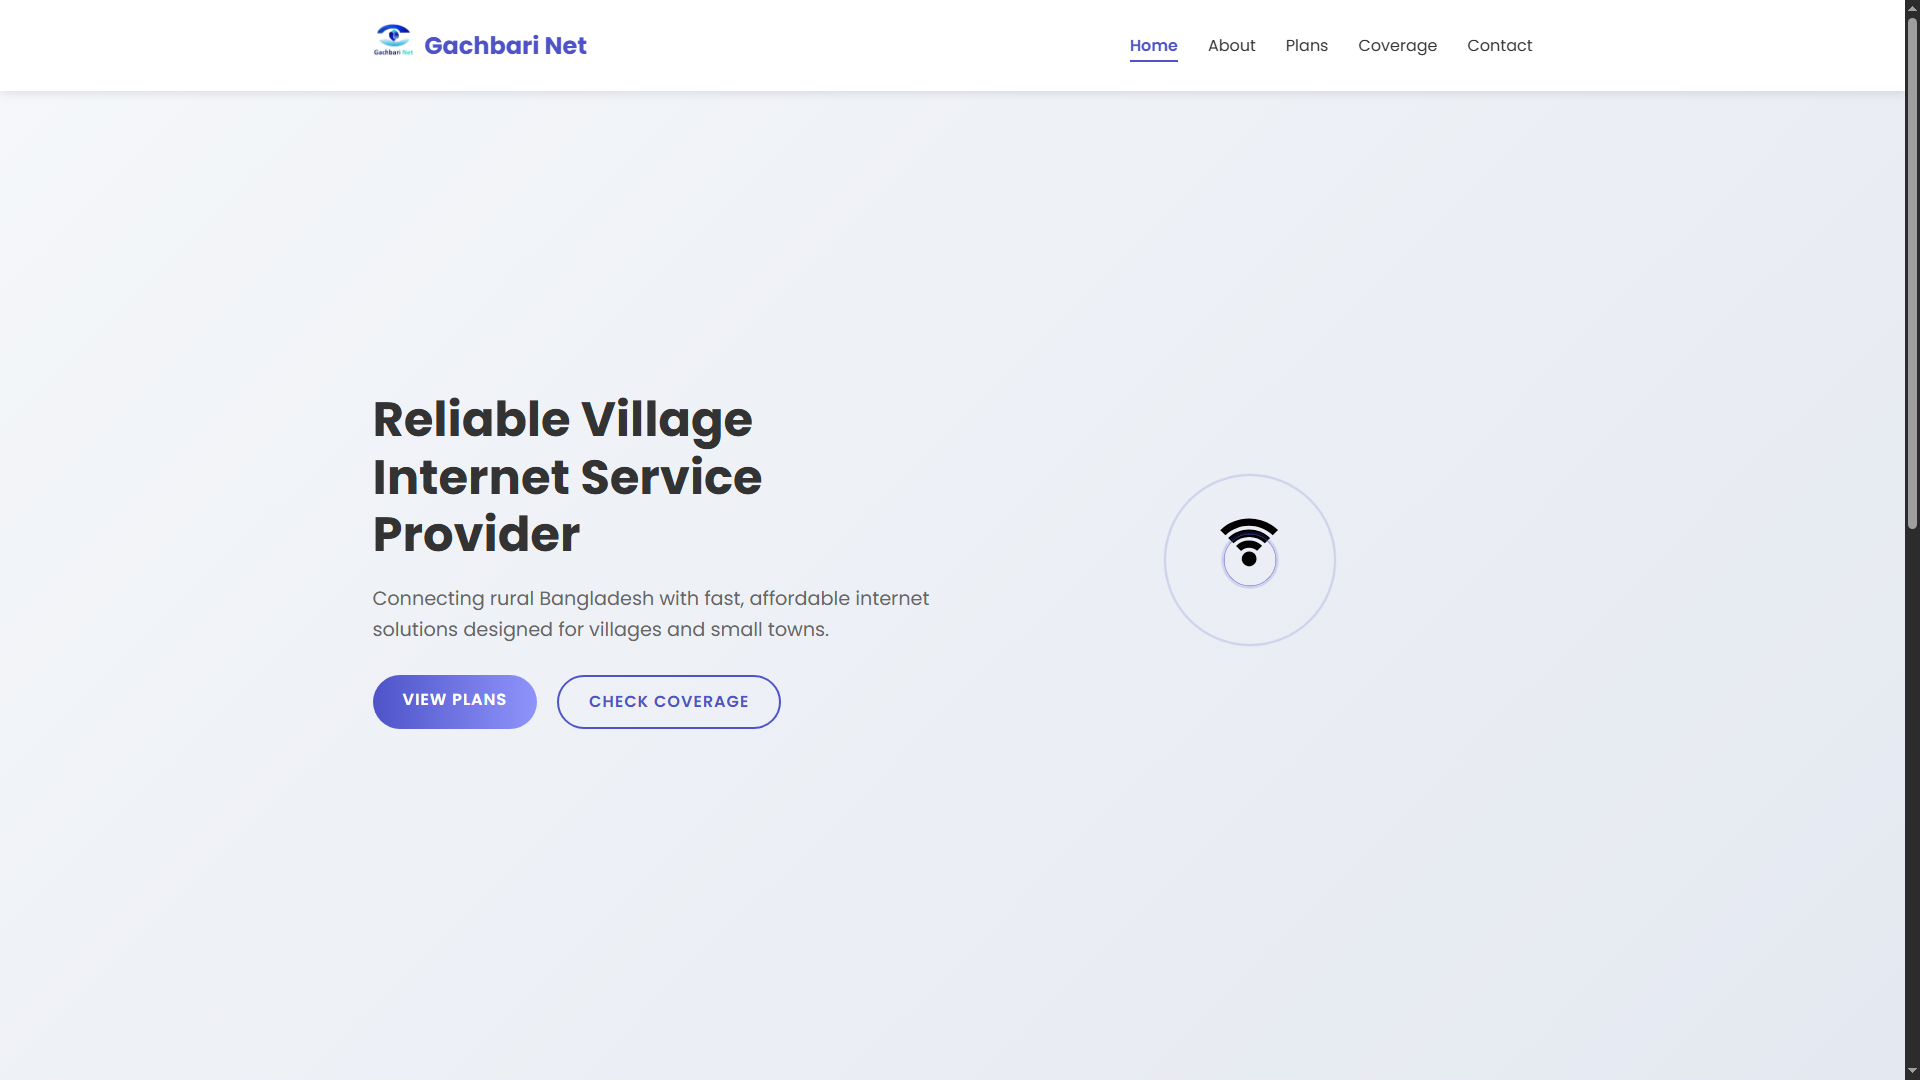 Gachbari Net
Gachbari Net
Home
About
Plans
Coverage
Contact
Reliable Village
Internet Service
Provider
Connecting rural Bangladesh with fast, affordable internet
solutions designed for villages and small towns.
VIEW PLANS
CHECK COVERAGE